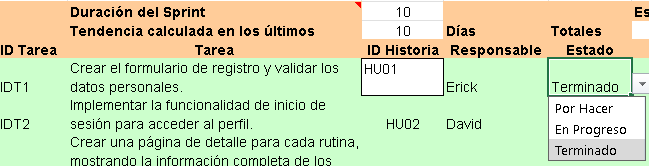 Duración del Sprint 10 Es
Tendencia calculada en los últimos 10 Días Totales
ID Tarea Tarea ID Historia Responsable Estado
Crear el formulario de registro y validar los HU01
IDT1 datos personales. Erick Terminado
Implementar la funcionalidad de inicio de Por Hacer
IDT2 sesión para acceder al perfil. HU02 David En Progreso
Crear una página de detalle para cada rutina, Terminado
mostrando la información completa de los